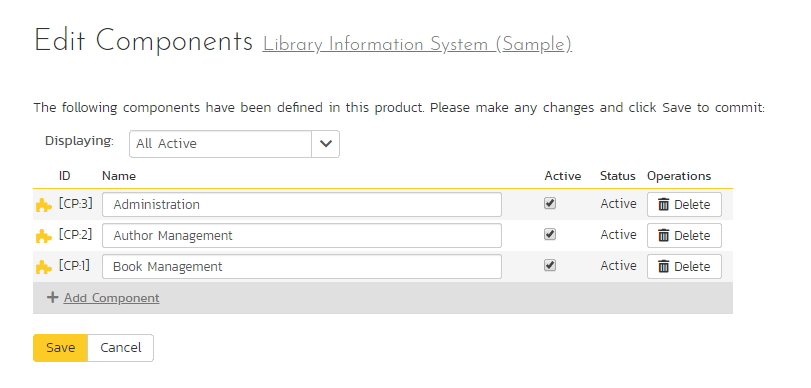 Edit Components Library Information System (Sample)
The following components have been defined in this product. Please make any changes and click Save to commit:
Displaying: All Active
ID Name Active Status Operations
[CP:3] Administration Active Delete
[CP:2] Author Management Active Delete
[CP:1] Book Management Active Delete
+ Add Component
Save Cancel